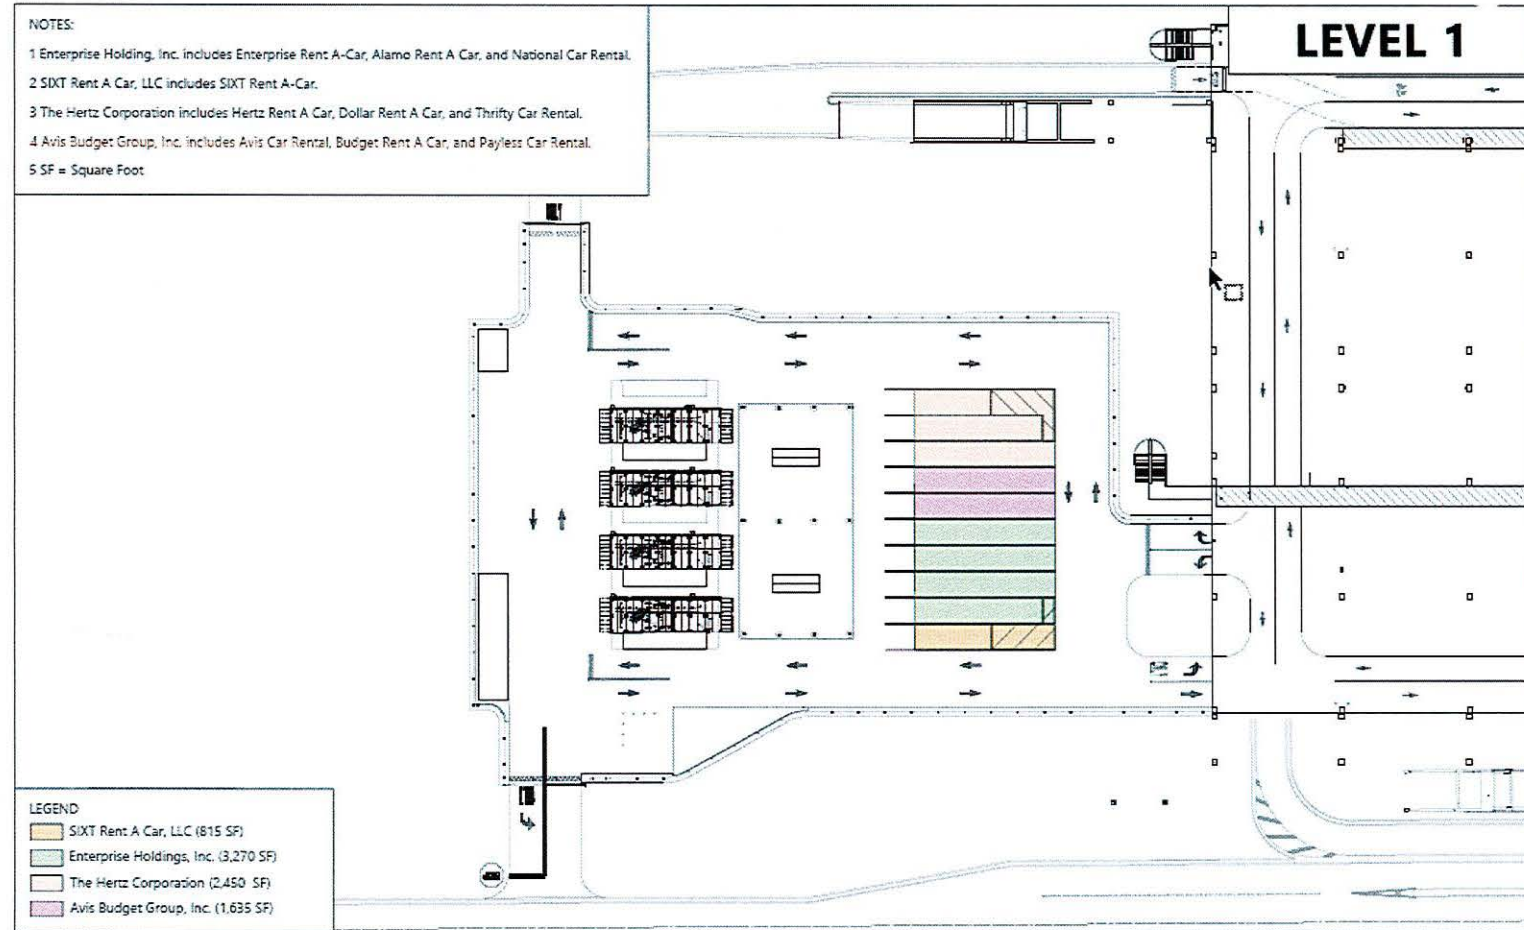 NOTES:
1 Enterprise Holding, Inc. includes Enterprise Rent A-Car, Alamo Rent A Car, and National Car Rental.
2 SIXT Rent A Car, LLC includes SIXT Rent A-Car.
3 The Hertz Corporation includes Hertz Rent A Car, Dollar Rent A Car, and Thrifty Car Rental.
4 Avis Budget Group, Inc. includes Avis Car Rental, Budget Rent A Car, and Payless Car Rental.
5 SF = Square Foot
LEVEL 1
LEGEND
SIXT Rent A Car, LLC (815 SF)
Enterprise Holdings, Inc. (3,270 SF)
The Hertz Corporation (2,450 SF)
Avis Budget Group, Inc. (1,635 SF)